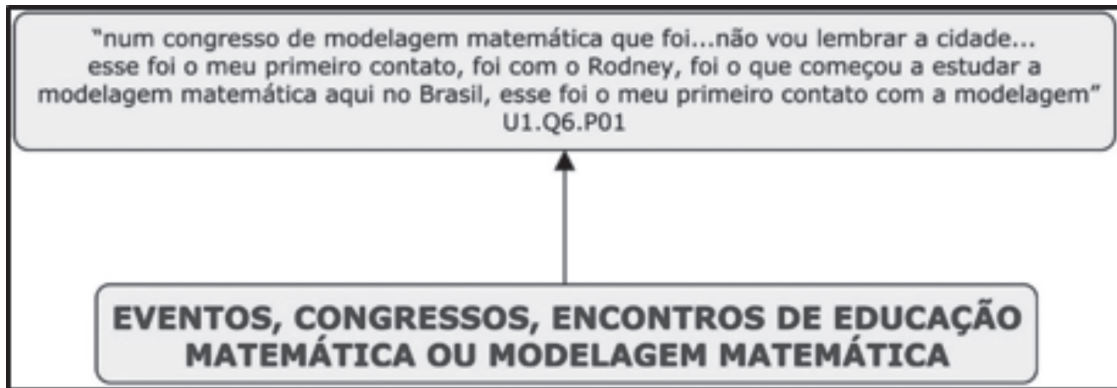 “num congresso de modelagem matemática que foi...não vou lembrar a cidade...
esse foi o meu primeiro contato, foi com o Rodney, foi o que começou a estudar a
modelagem matemática aqui no Brasil, esse foi o meu primeiro contato com a modelagem”
U1.Q6.P01
EVENTOS, CONGRESSOS, ENCONTROS DE EDUCAÇÃO
MATEMÁTICA OU MODELAGEM MATEMÁTICA